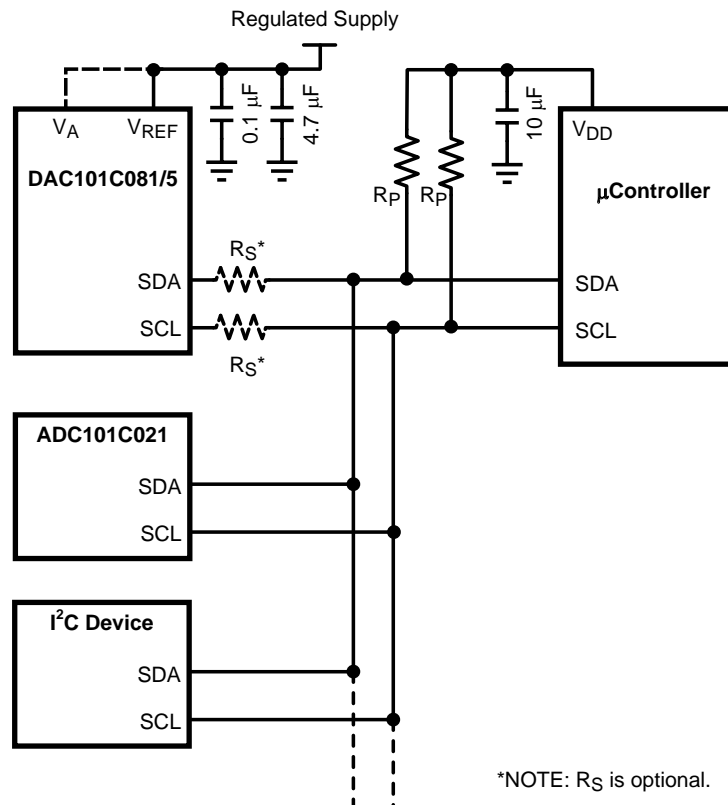 Regulated Supply
V_A
V_REF
0.1 µF
4.7 µF
10 µF
V_DD
DAC101C081/5
R_P
R_P
µController
R_S*
SDA
SDA
SCL
SCL
R_S*
ADC101C021
SDA
SCL
I²C Device
SDA
SCL
*NOTE: R_S is optional.